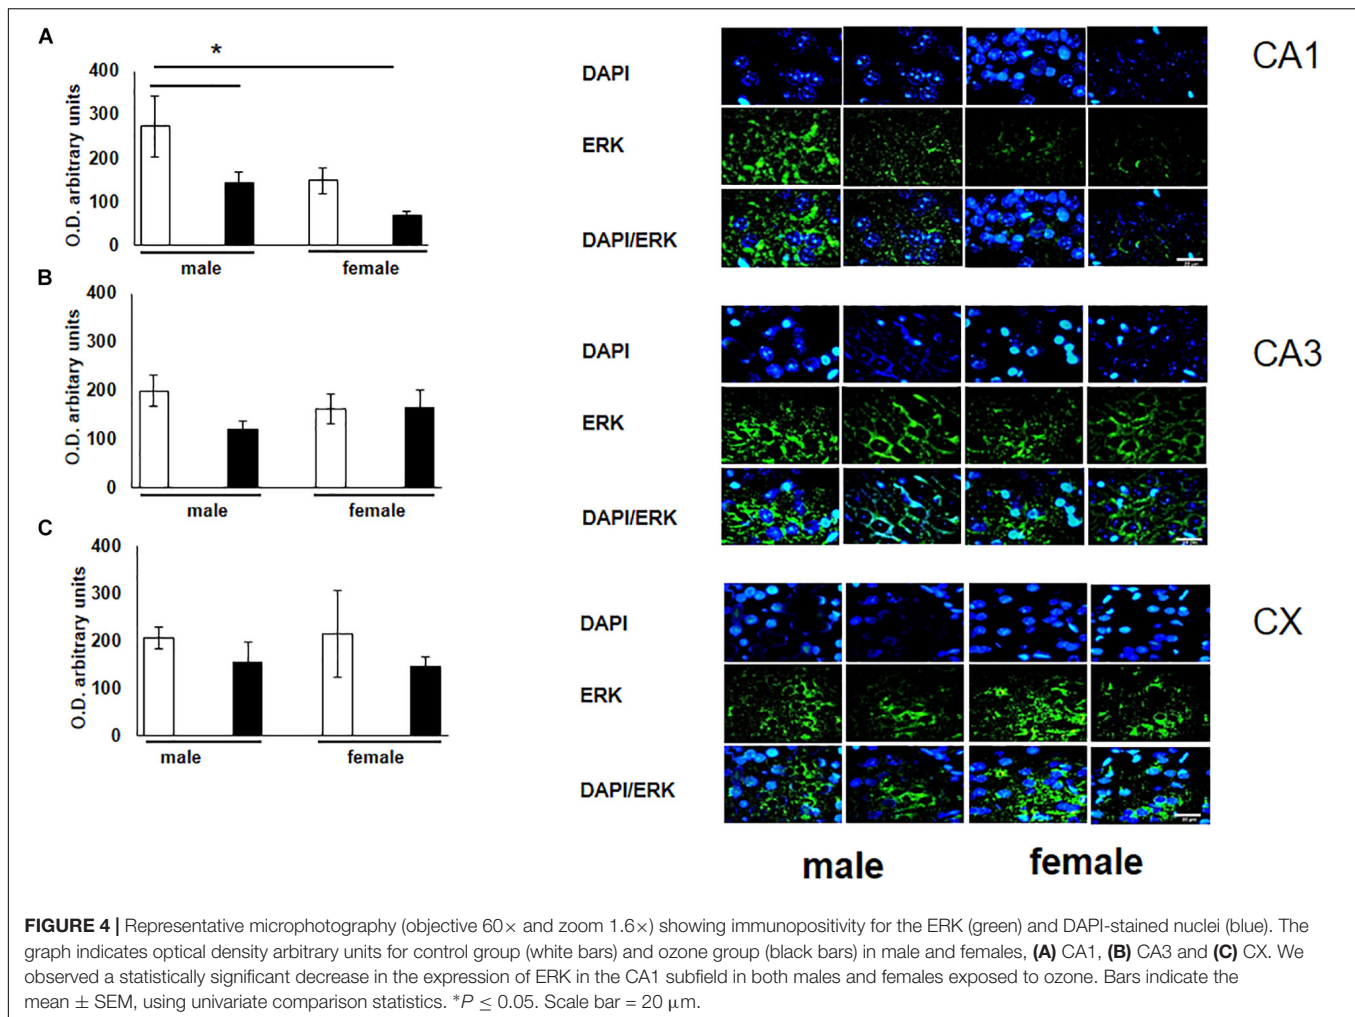 A
*
400
300
200
100
0
O.D. arbitrary units
male
female
DAPI
ERK
DAPI/ERK
CA1
B
400
300
200
100
0
O.D. arbitary units
male
female
DAPI
ERK
DAPI/ERK
CA3
C
400
300
200
100
0
O.D. arbitrary units
male
female
DAPI
ERK
DAPI/ERK
20 μm
CX
male
female
FIGURE 4 | Representative microphotography (objective 60× and zoom 1.6×) showing immunopositivity for the ERK (green) and DAPI-stained nuclei (blue). The
graph indicates optical density arbitrary units for control group (white bars) and ozone group (black bars) in male and females, (A) CA1, (B) CA3 and (C) CX. We
observed a statistically significant decrease in the expression of ERK in the CA1 subfield in both males and females exposed to ozone. Bars indicate the
mean ± SEM, using univariate comparison statistics. *P ≤ 0.05. Scale bar = 20 μm.